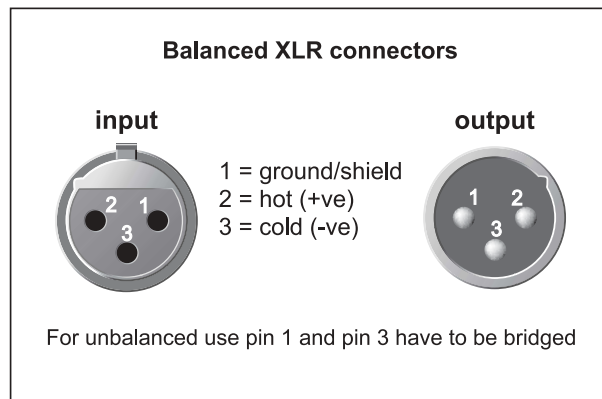 Balanced XLR connectors
input
output
1 = ground/shield
2 = hot (+ve)
3 = cold (-ve)
2 1
3
1 2
3
For unbalanced use pin 1 and pin 3 have to be bridged